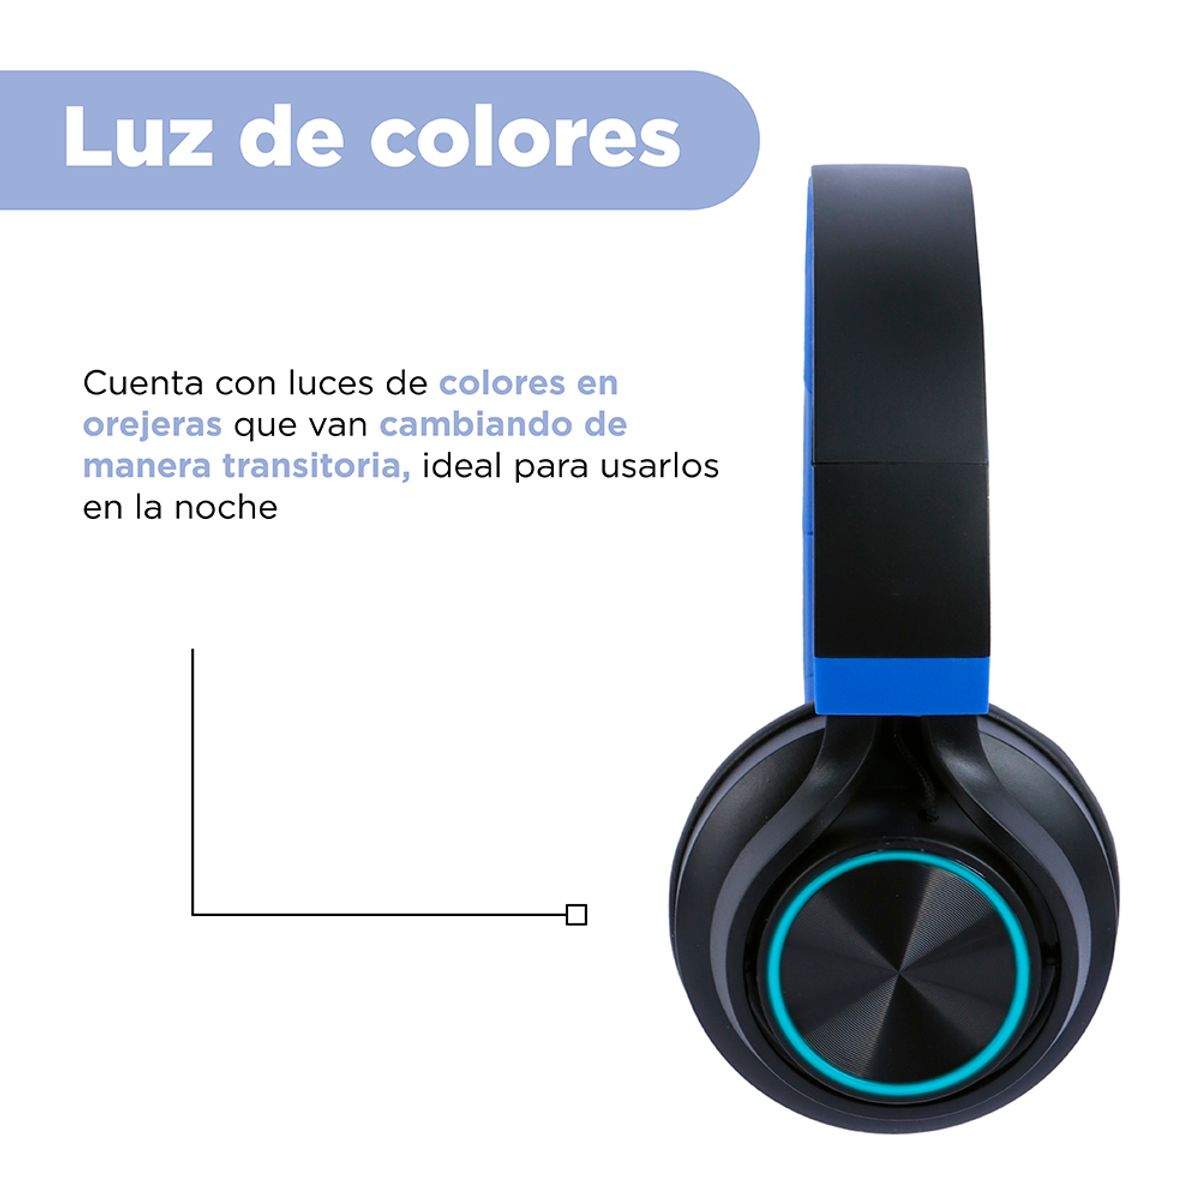 Luz de colores
Cuenta con luces de colores en
orejeras que van cambiando de
manera transitoria, ideal para usarlos
en la noche